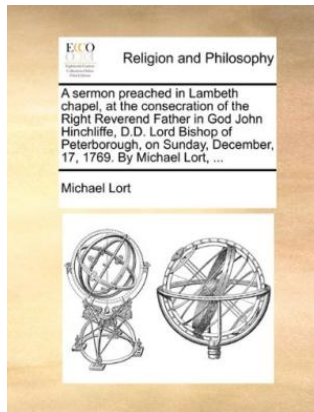 ECCO
Religion and Philosophy
A sermon preached in Lambeth
chapel, at the consecration of the
Right Reverend Father in God John
Hinchliffe, D.D. Lord Bishop of
Peterborough, on Sunday, December,
17, 1769. By Michael Lort, ...
Michael Lort